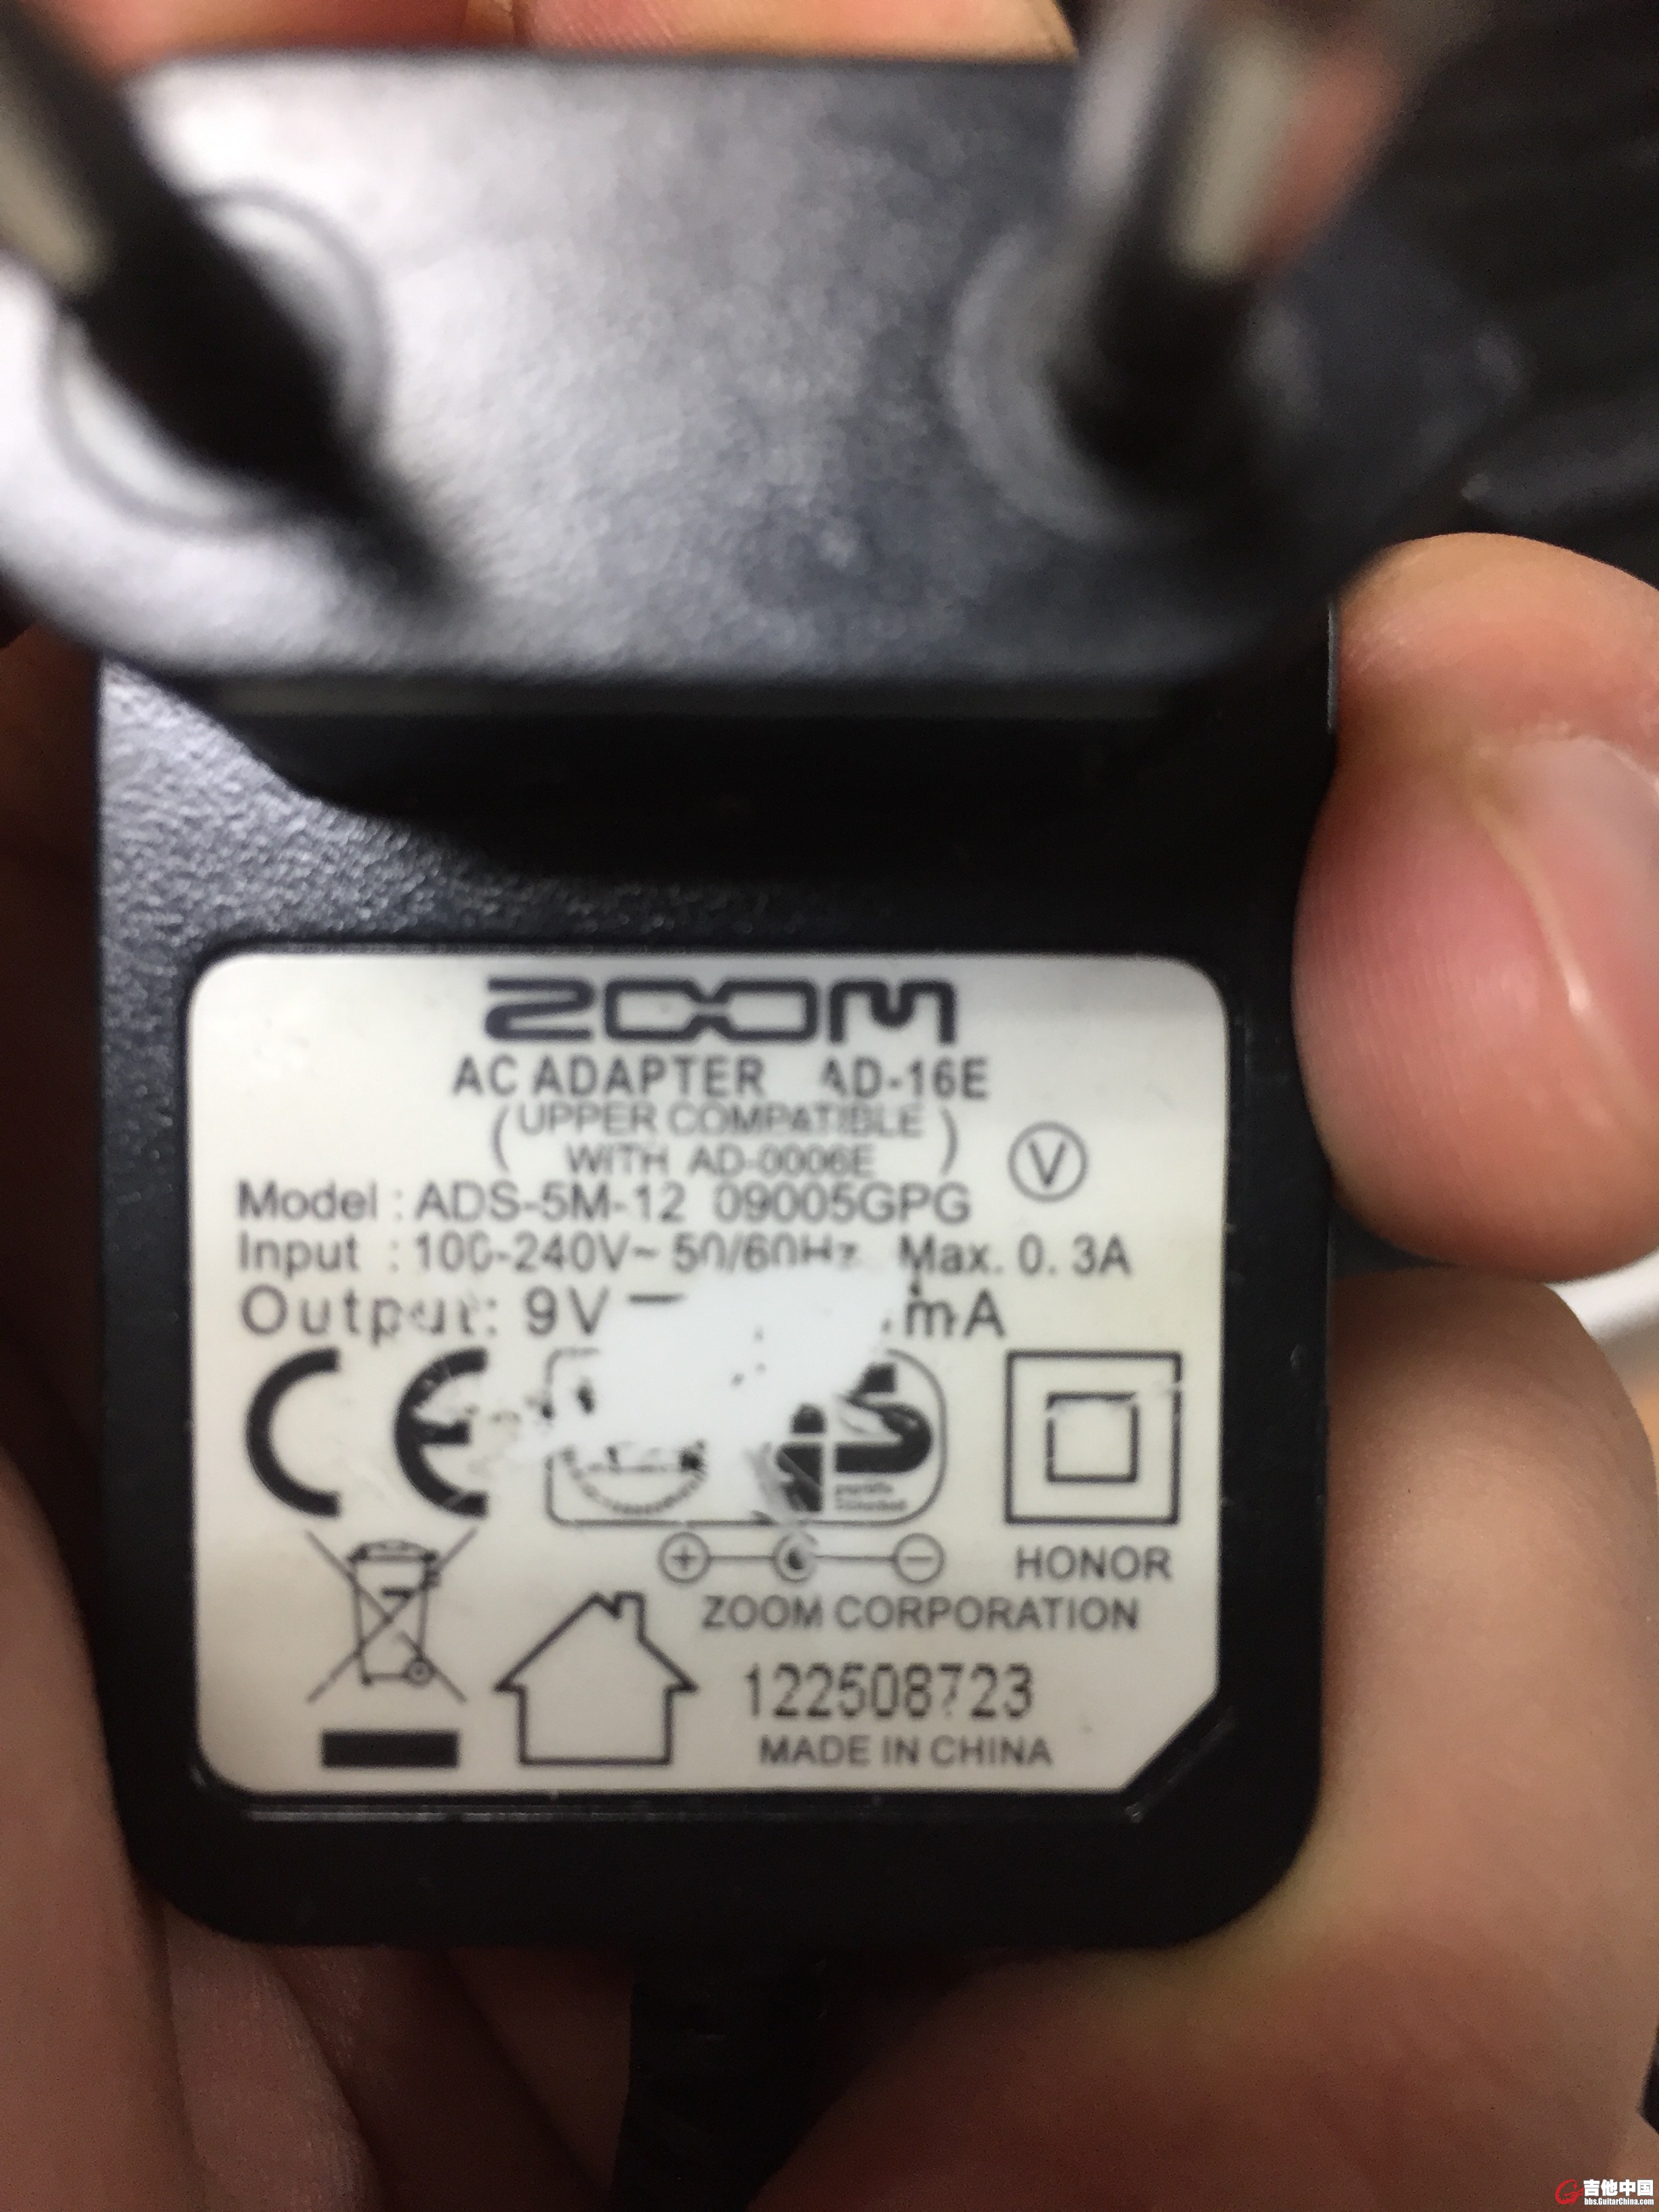 ZOOM
AC ADAPTER AD-16E
(UPPER COMPATIBLE
WITH AD-0006E)
V
Model : ADS-5M-12 09005GPG
Input : 100-240V~ 50/60Hz Max. 0. 3A
Output: 9V mA
CE
S
HONOR
ZOOM CORPORATION
122508723
MADE IN CHINA
吉他中国
bbs.GuitarChina.com